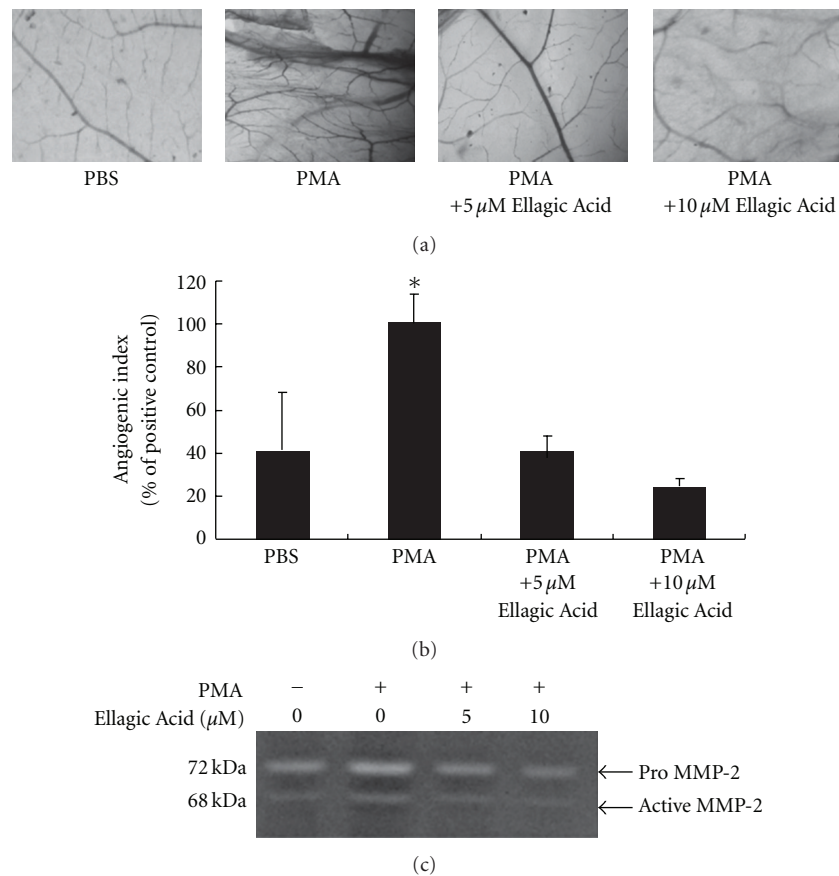 PBS
PMA
PMA
+5 μM Ellagic Acid
PMA
+10 μM Ellagic Acid
(a)
Angiogenic index
(% of positive control)
120
100
80
60
40
20
0
*
PBS
PMA
PMA
+5 μM
Ellagic Acid
PMA
+10 μM
Ellagic Acid
(b)
PMA − + + +
Ellagic Acid (μM) 0 0 5 10
72 kDa
68 kDa
Pro MMP-2
Active MMP-2
(c)